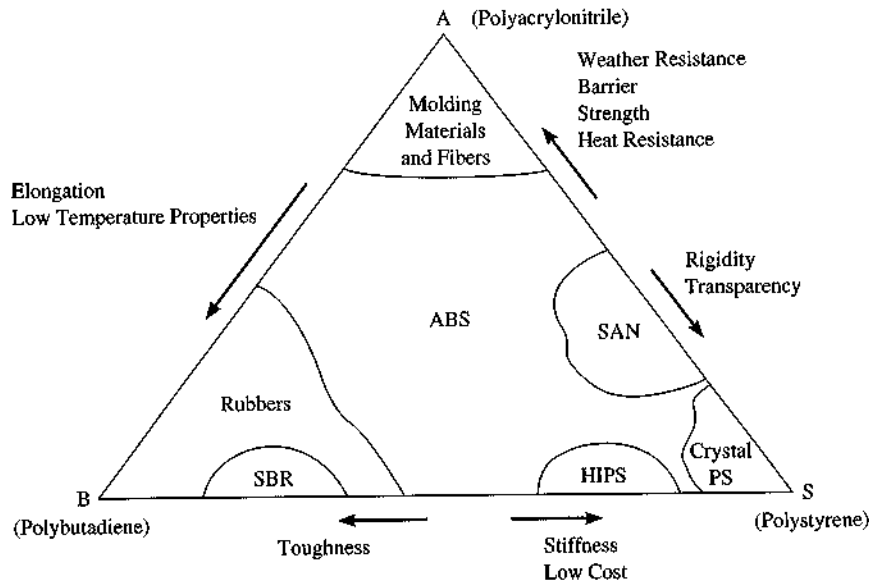 A (Polyacrylonitrile)
Weather Resistance
Barrier
Strength
Heat Resistance
Molding
Materials
and Fibers
Elongation
Low Temperature Properties
Rigidity
Transparency
ABS
SAN
Rubbers
Crystal
PS
SBR
HIPS
B
S
(Polybutadiene)
(Polystyrene)
Toughness
Stiffness
Low Cost